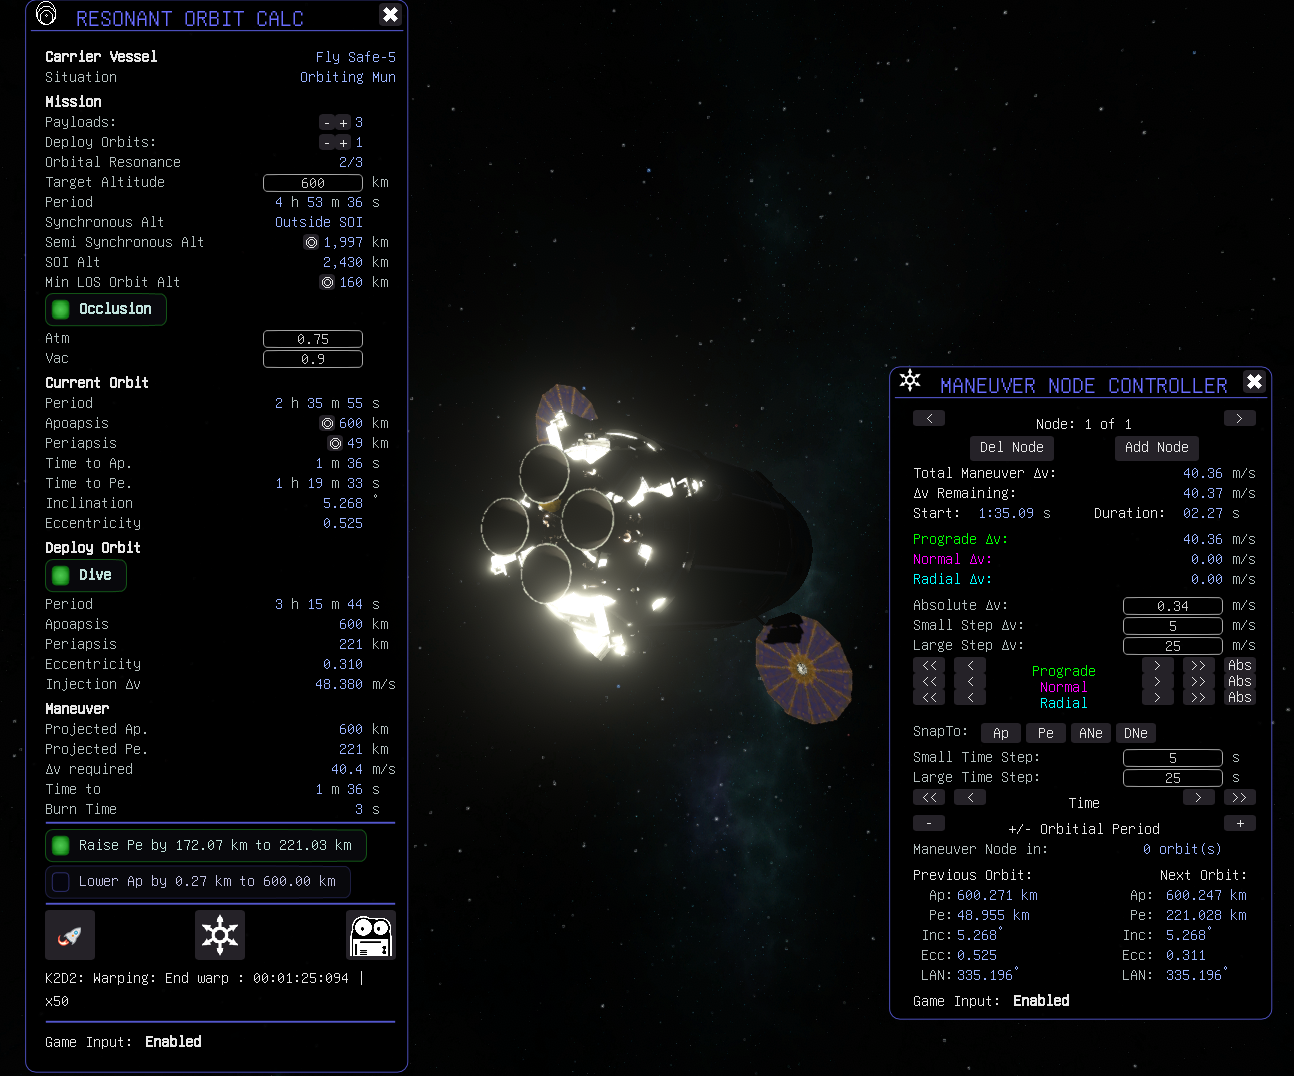 RESONANT ORBIT CALC
Carrier Vessel Fly Safe-5
Situation Orbiting Mun
Mission
Payloads: - + 3
Deploy Orbits: - + 1
Orbital Resonance 2/3
Target Altitude 600 km
Period 4 h 53 m 36 s
Synchronous Alt Outside SOI
Semi Synchronous Alt 1,997 km
SOI Alt 2,430 km
Min LOS Orbit Alt 160 km
Occlusion
Atm 0.75
Vac 0.9
Current Orbit
Period 2 h 35 m 55 s
Apoapsis 600 km
Periapsis 49 km
Time to Ap. 1 m 36 s
Time to Pe. 1 h 19 m 33 s
Inclination 5.268 °
Eccentricity 0.525
Deploy Orbit
Dive
Period 3 h 15 m 44 s
Apoapsis 600 km
Periapsis 221 km
Eccentricity 0.310
Injection Δv 48.380 m/s
Maneuver
Projected Ap. 600 km
Projected Pe. 221 km
Δv required 40.4 m/s
Time to 1 m 36 s
Burn Time 3 s
Raise Pe by 172.07 km to 221.03 km
Lower Ap by 0.27 km to 600.00 km
K2D2: Warping: End warp : 00:01:25:094 |
x50
Game Input: Enabled
MANEUVER NODE CONTROLLER
< Node: 1 of 1 >
Del Node Add Node
Total Maneuver Δv: 40.36 m/s
Δv Remaining: 40.37 m/s
Start: 1:35.09 s Duration: 02.27 s
Prograde Δv: 40.36 m/s
Normal Δv: 0.00 m/s
Radial Δv: 0.00 m/s
Absolute Δv: 0.34 m/s
Small Step Δv: 5 m/s
Large Step Δv: 25 m/s
<< < Prograde > >> Abs
<< < Normal > >> Abs
<< < Radial > >> Abs
SnapTo: Ap Pe ANe DNe
Small Time Step: 5 s
Large Time Step: 25 s
<< < Time > >>
- +/- Orbitial Period +
Maneuver Node in: 0 orbit(s)
Previous Orbit: Next Orbit:
Ap: 600.271 km Ap: 600.247 km
Pe: 48.955 km Pe: 221.028 km
Inc: 5.268° Inc: 5.268°
Ecc: 0.525 Ecc: 0.311
LAN: 335.196° LAN: 335.196°
Game Input: Enabled